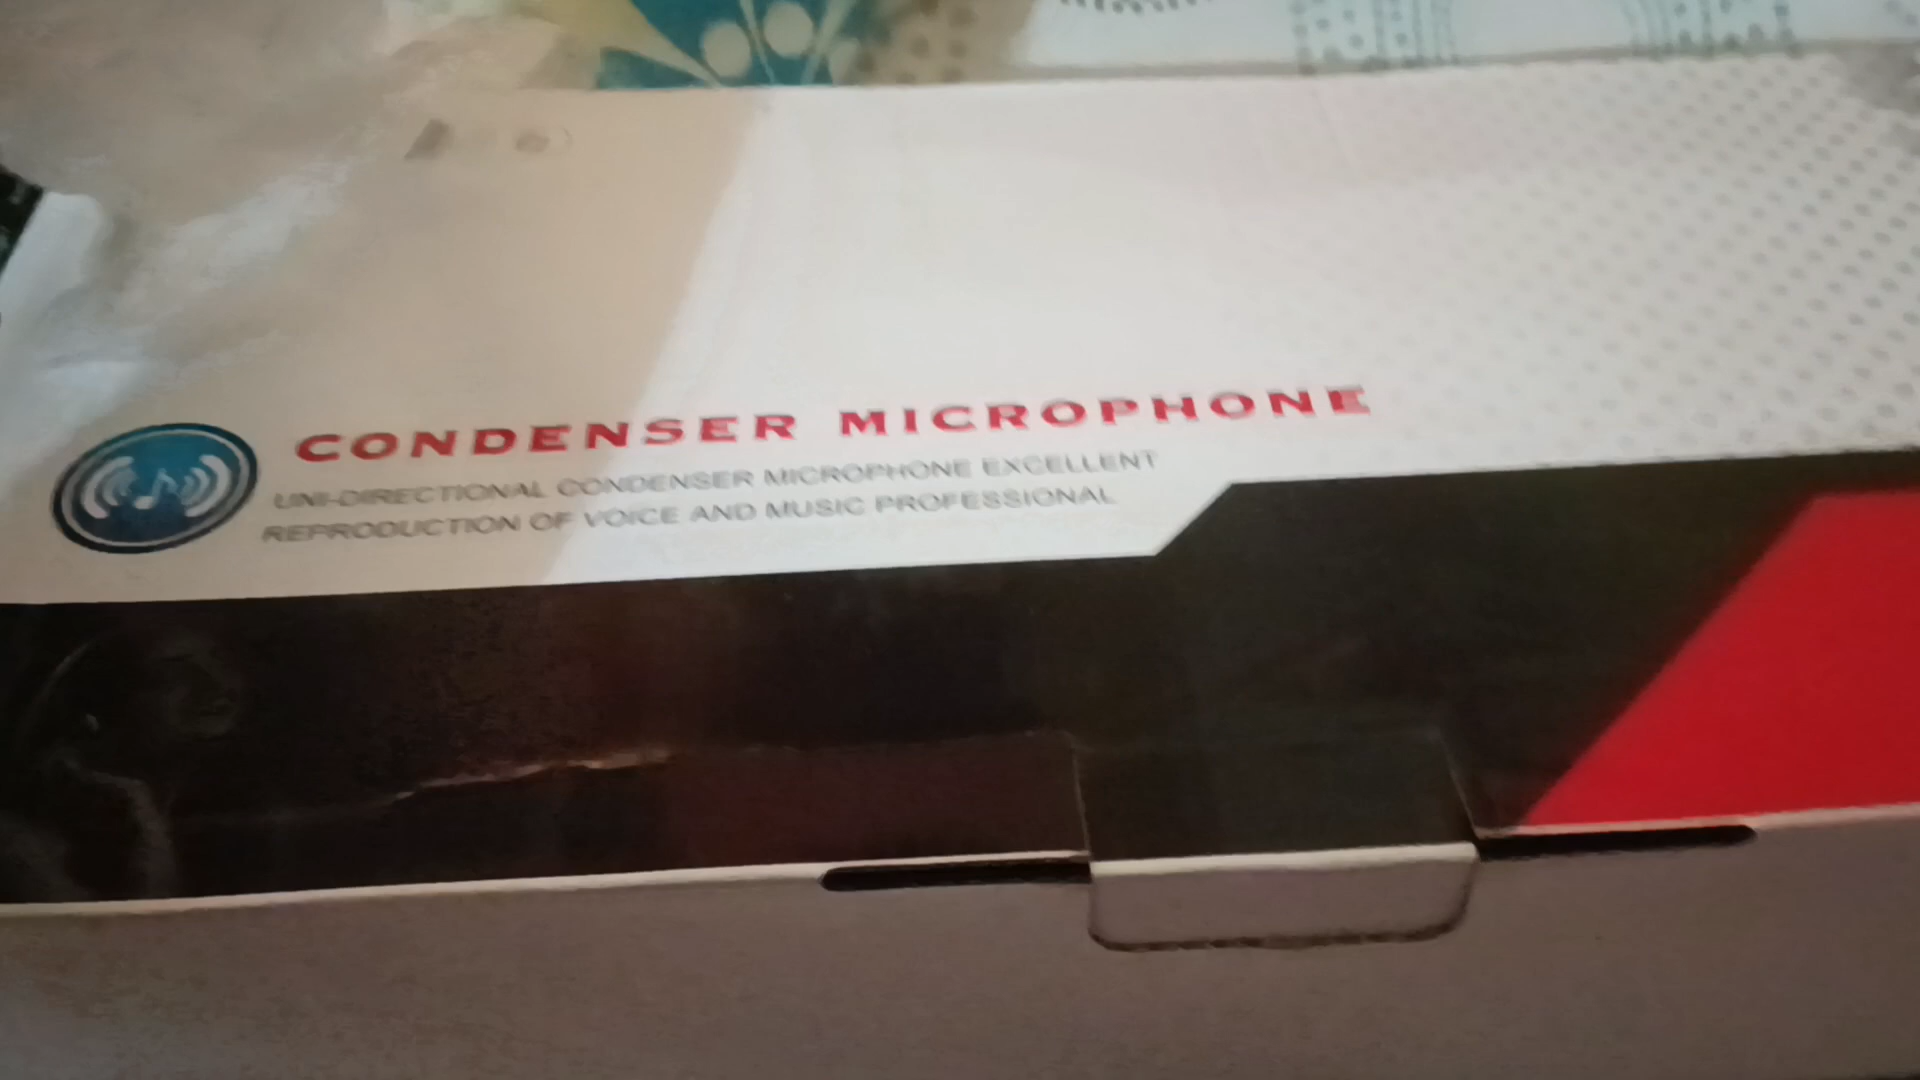 CONDENSER MICROPHONE
UNI-DIRECTIONAL CONDENSER MICROPHONE EXCELLENT
REPRODUCTION OF VOICE AND MUSIC PROFESSIONAL